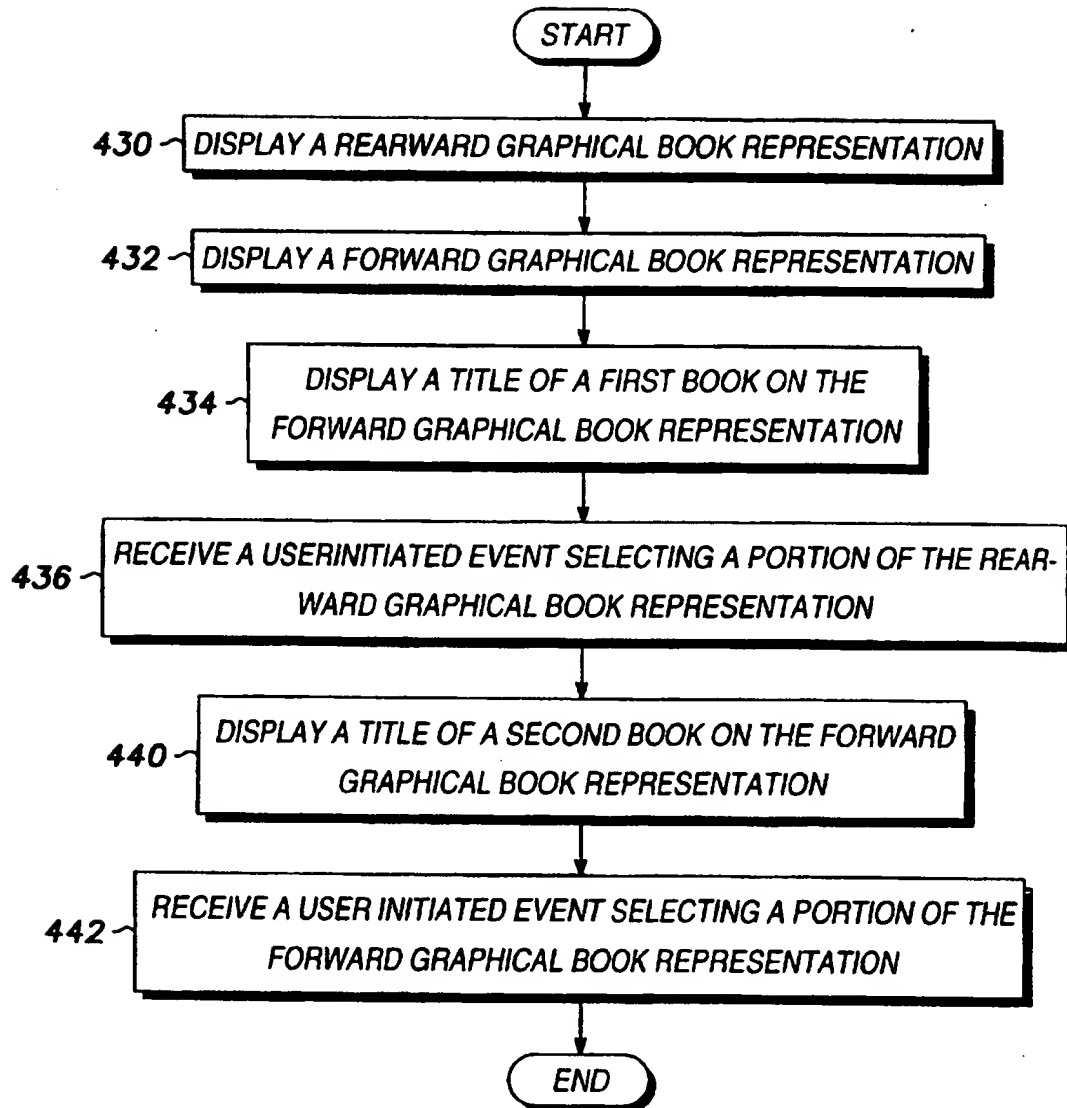 START
430 DISPLAY A REARWARD GRAPHICAL BOOK REPRESENTATION
432 DISPLAY A FORWARD GRAPHICAL BOOK REPRESENTATION
434 DISPLAY A TITLE OF A FIRST BOOK ON THE
FORWARD GRAPHICAL BOOK REPRESENTATION
436 RECEIVE A USERINITIATED EVENT SELECTING A PORTION OF THE REAR-
WARD GRAPHICAL BOOK REPRESENTATION
440 DISPLAY A TITLE OF A SECOND BOOK ON THE FORWARD
GRAPHICAL BOOK REPRESENTATION
442 RECEIVE A USER INITIATED EVENT SELECTING A PORTION OF THE
FORWARD GRAPHICAL BOOK REPRESENTATION
END